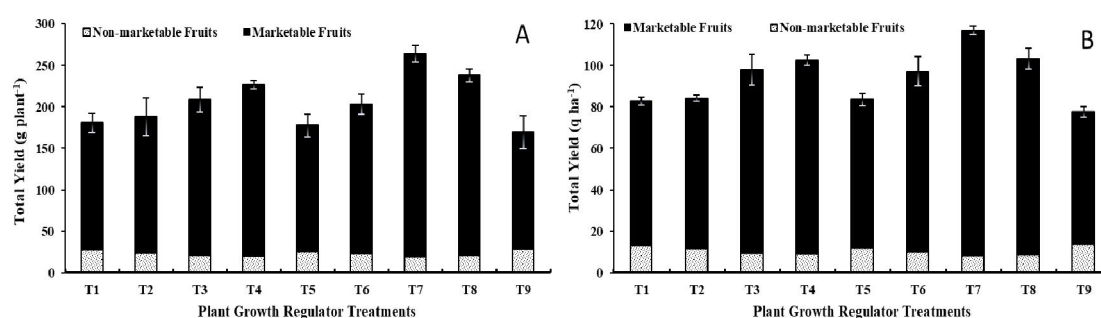 300
250
200
150
100
50
0
Total Yield (g plant⁻¹)
Non-marketable Fruits Marketable Fruits
A
T1 T2 T3 T4 T5 T6 T7 T8 T9
Plant Growth Regulator Treatments
120
100
80
60
40
20
0
Total Yield (q ha⁻¹)
Marketable Fruits Non-marketable Fruits
B
T1 T2 T3 T4 T5 T6 T7 T8 T9
Plant Growth Regulator Treatments